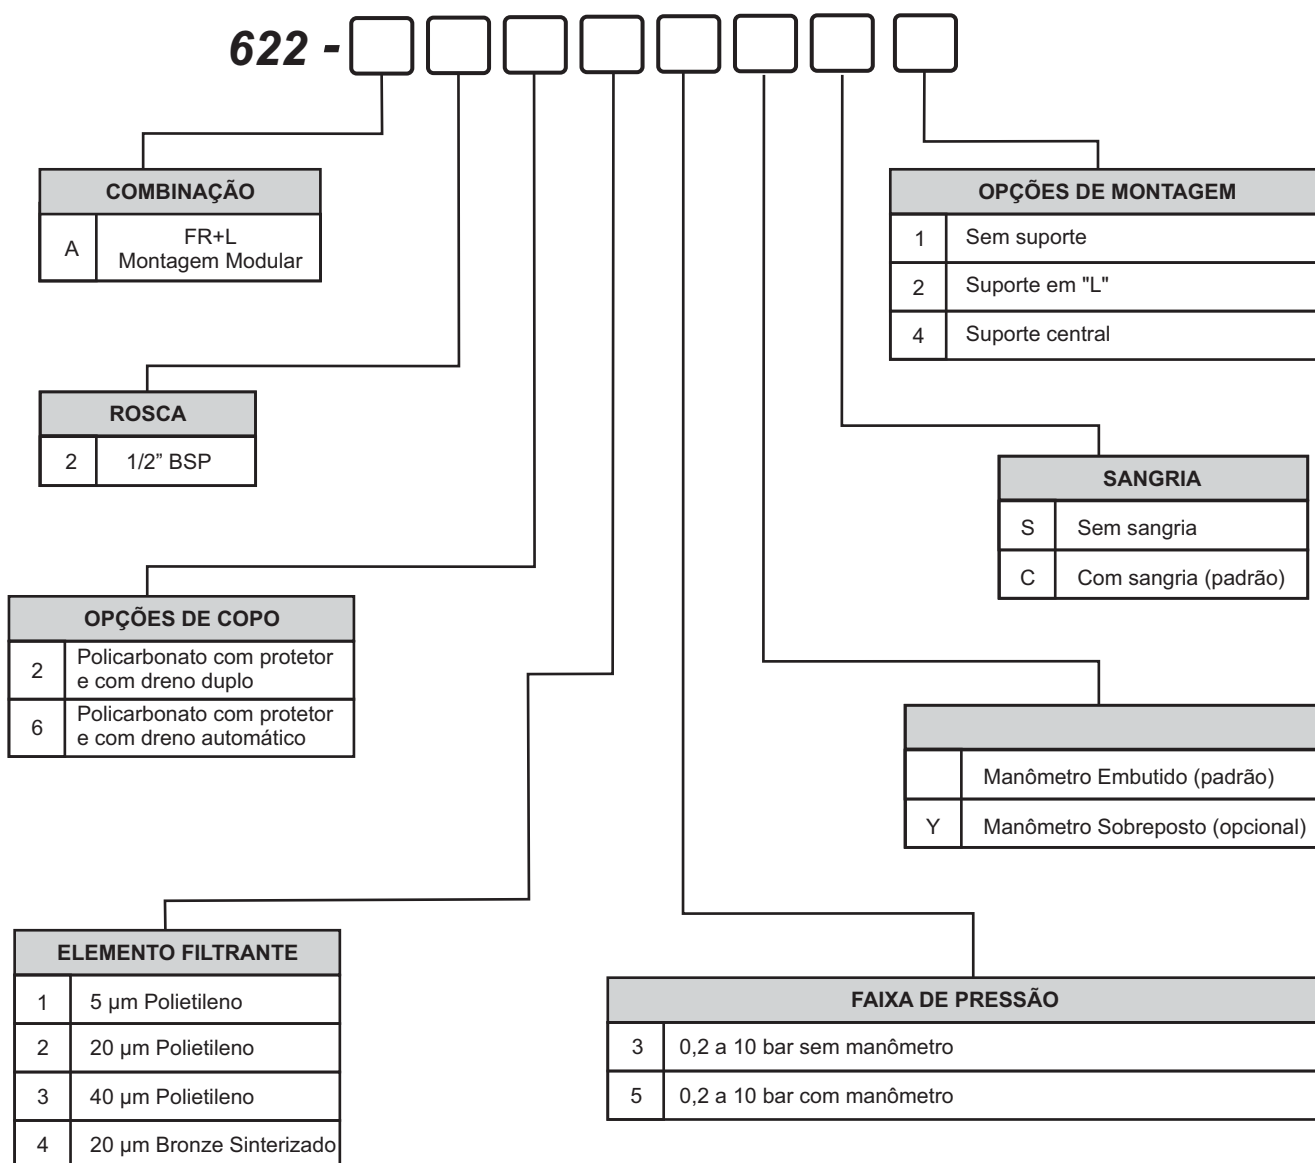 622 -
COMBINAÇÃO
A
FR+L
Montagem Modular
OPÇÕES DE MONTAGEM
1 Sem suporte
2 Suporte em "L"
4 Suporte central
ROSCA
2 1/2” BSP
SANGRIA
S Sem sangria
C Com sangria (padrão)
OPÇÕES DE COPO
2 Policarbonato com protetor
e com dreno duplo
6 Policarbonato com protetor
e com dreno automático
Manômetro Embutido (padrão)
Y Manômetro Sobreposto (opcional)
ELEMENTO FILTRANTE
1 5 µm Polietileno
2 20 µm Polietileno
3 40 µm Polietileno
4 20 µm Bronze Sinterizado
FAIXA DE PRESSÃO
3 0,2 a 10 bar sem manômetro
5 0,2 a 10 bar com manômetro